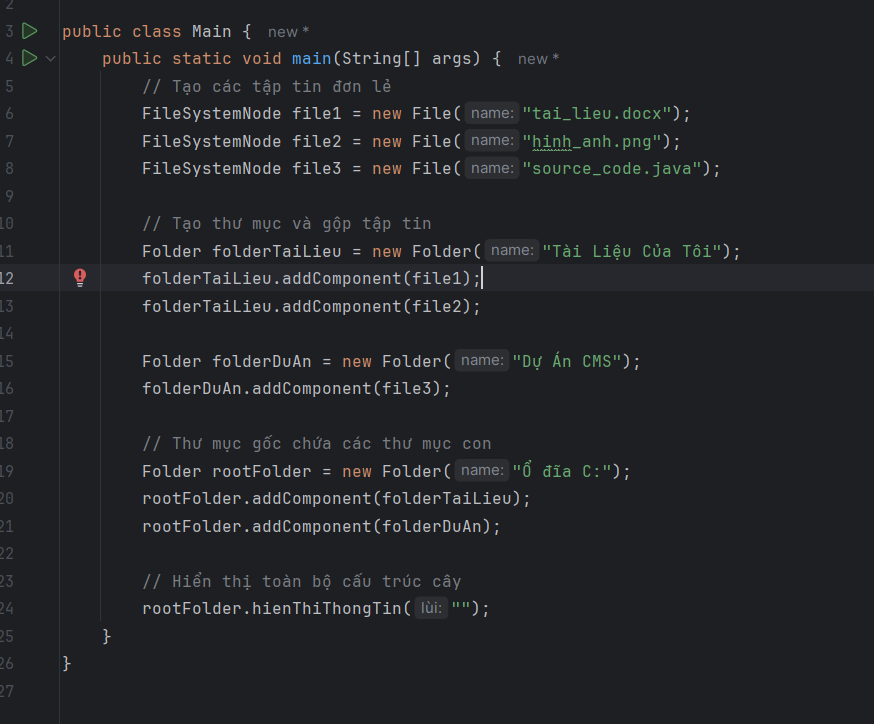 2
3 public class Main { new *
4 public static void main(String[] args) { new *
5 // Tạo các tập tin đơn lẻ
6 FileSystemNode file1 = new File( name: "tai_lieu.docx");
7 FileSystemNode file2 = new File( name: "hinh_anh.png");
8 FileSystemNode file3 = new File( name: "source_code.java");
9
10 // Tạo thư mục và gộp tập tin
11 Folder folderTaiLieu = new Folder( name: "Tài Liệu Của Tôi");
12 folderTaiLieu.addComponent(file1);
13 folderTaiLieu.addComponent(file2);
14
15 Folder folderDuAn = new Folder( name: "Dự Án CMS");
16 folderDuAn.addComponent(file3);
17
18 // Thư mục gốc chứa các thư mục con
19 Folder rootFolder = new Folder( name: "Ổ đĩa C:");
20 rootFolder.addComponent(folderTaiLieu);
21 rootFolder.addComponent(folderDuAn);
22
23 // Hiển thị toàn bộ cấu trúc cây
24 rootFolder.hienThiThongTin( lùi: "");
25 }
26 }
27